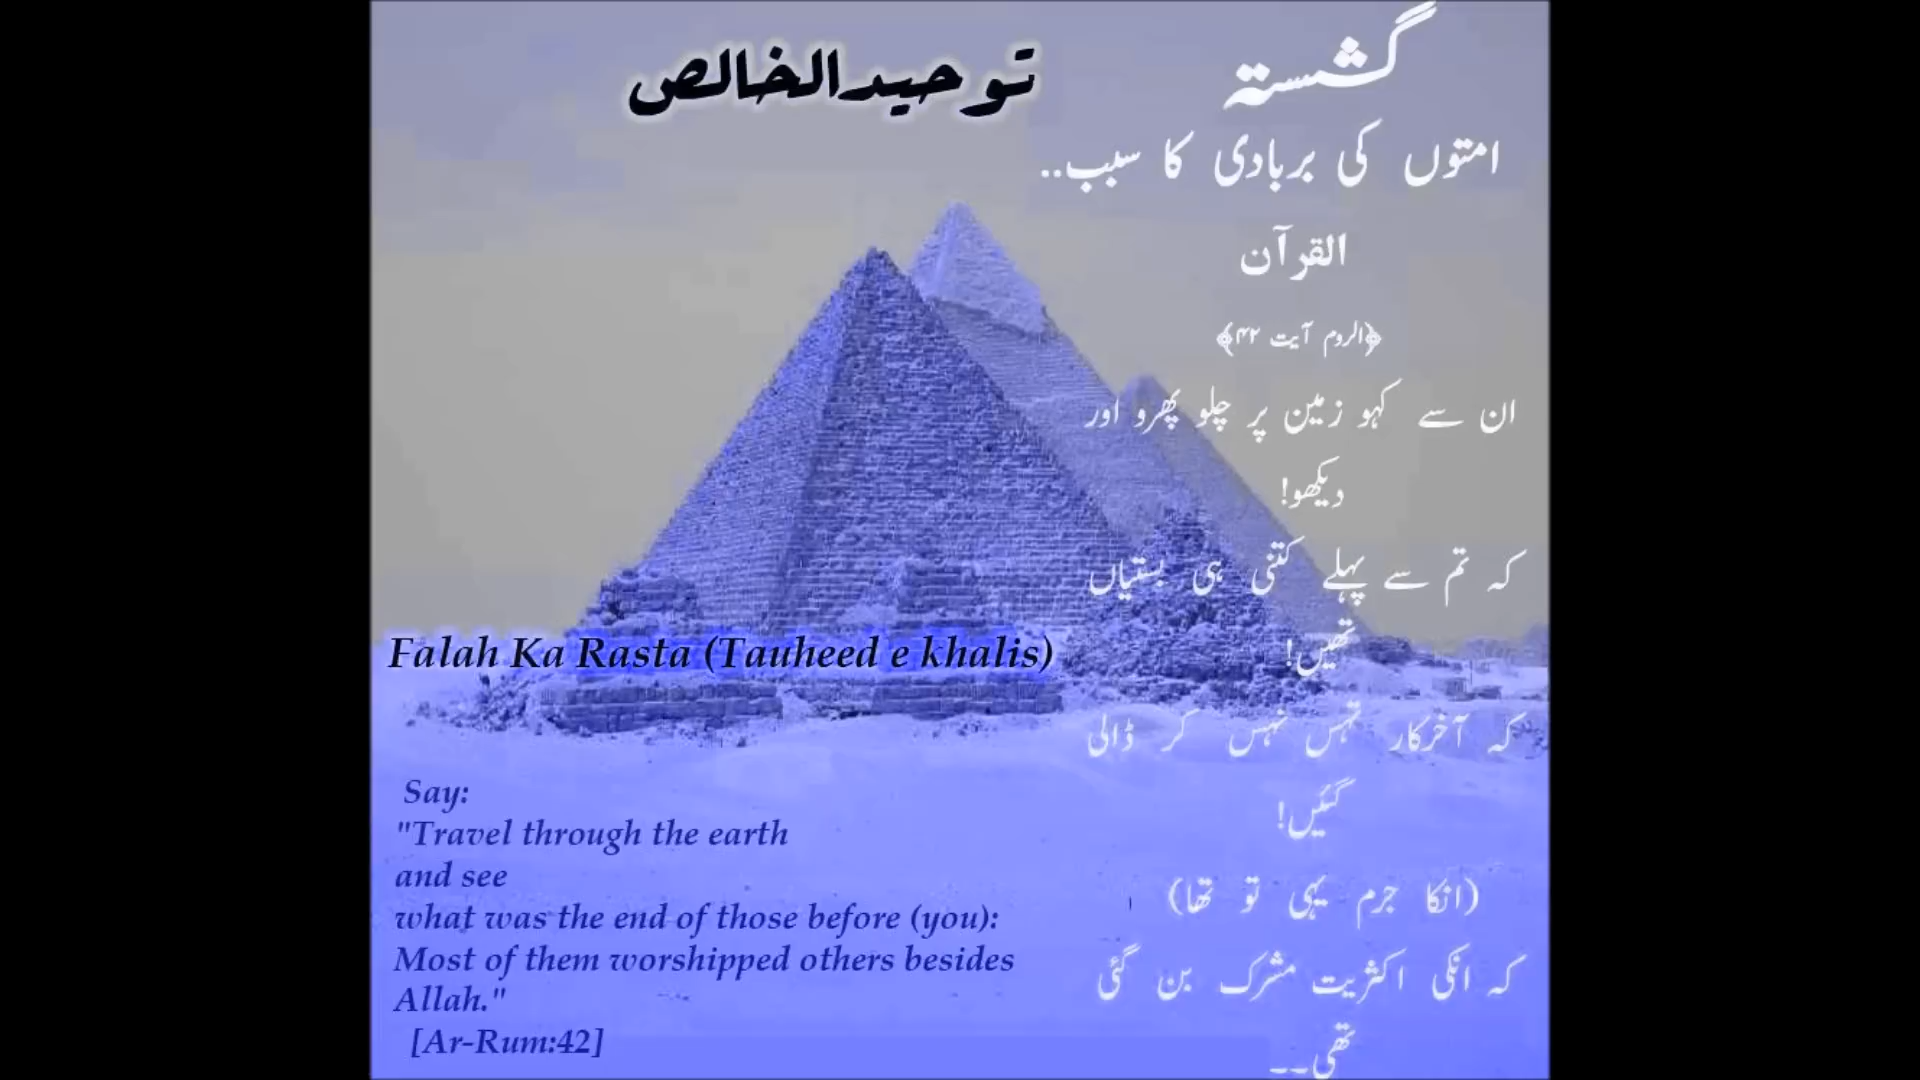 توحیدالخالص
گشستہ
امتوں کی بربادی کا سبب..
القرآن
﴿الروم آیت ۴۲﴾
ان سے کہو زمین پر چلو پھرو اور
دیکھو!
کہ تم سے پہلے کتنی ہی بستیاں
تھیں!
کہ آخرکار تہس نہس کر ڈالی
گئیں!
(انکا جرم یہی تو تھا)
کہ انکی اکثریت مشرک بن گئی
تھی--
Falah Ka Rasta (Tauheed e khalis)
Say:
"Travel through the earth
and see
what was the end of those before (you):
Most of them worshipped others besides
Allah."
[Ar-Rum:42]